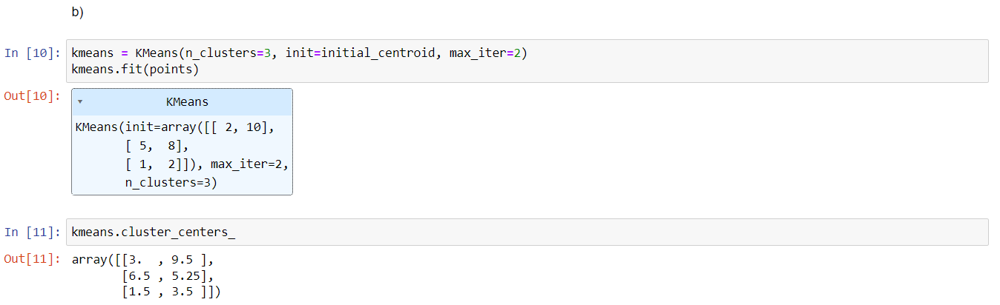 b)
In [10]: kmeans = KMeans(n_clusters=3, init=initial_centroid, max_iter=2)
kmeans.fit(points)
Out[10]: KMeans
KMeans(init=array([[ 2, 10],
[ 5,  8],
[ 1,  2]]), max_iter=2,
n_clusters=3)
In [11]: kmeans.cluster_centers_
Out[11]: array([[3.  , 9.5 ],
[6.5 , 5.25],
[1.5 , 3.5 ]])